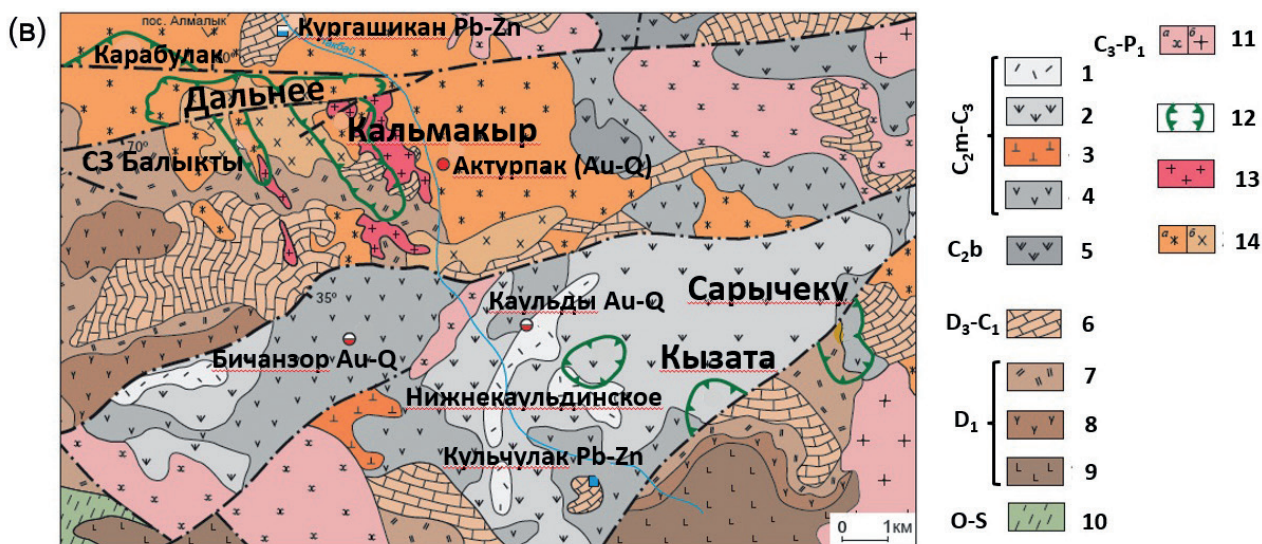 (в)
пос. Алмалык
Кургашикан Pb-Zn
Карабулак
Дальнее
Кальмакыр
70º
СЗ Балыкты
Актурпак (Au-Q)
35º
Каульды Au-Q
Сарычеку
Бичанзор Au-Q
Кызата
Нижнекаульдинское
Кульчулак Pb-Zn
0 1км
C₂m-C₃
1
2
3
4
C₂b
5
D₃-C₁
6
D₁
7
8
9
O-S
10
C₃-P₁
а б
11
12
13
а б
14